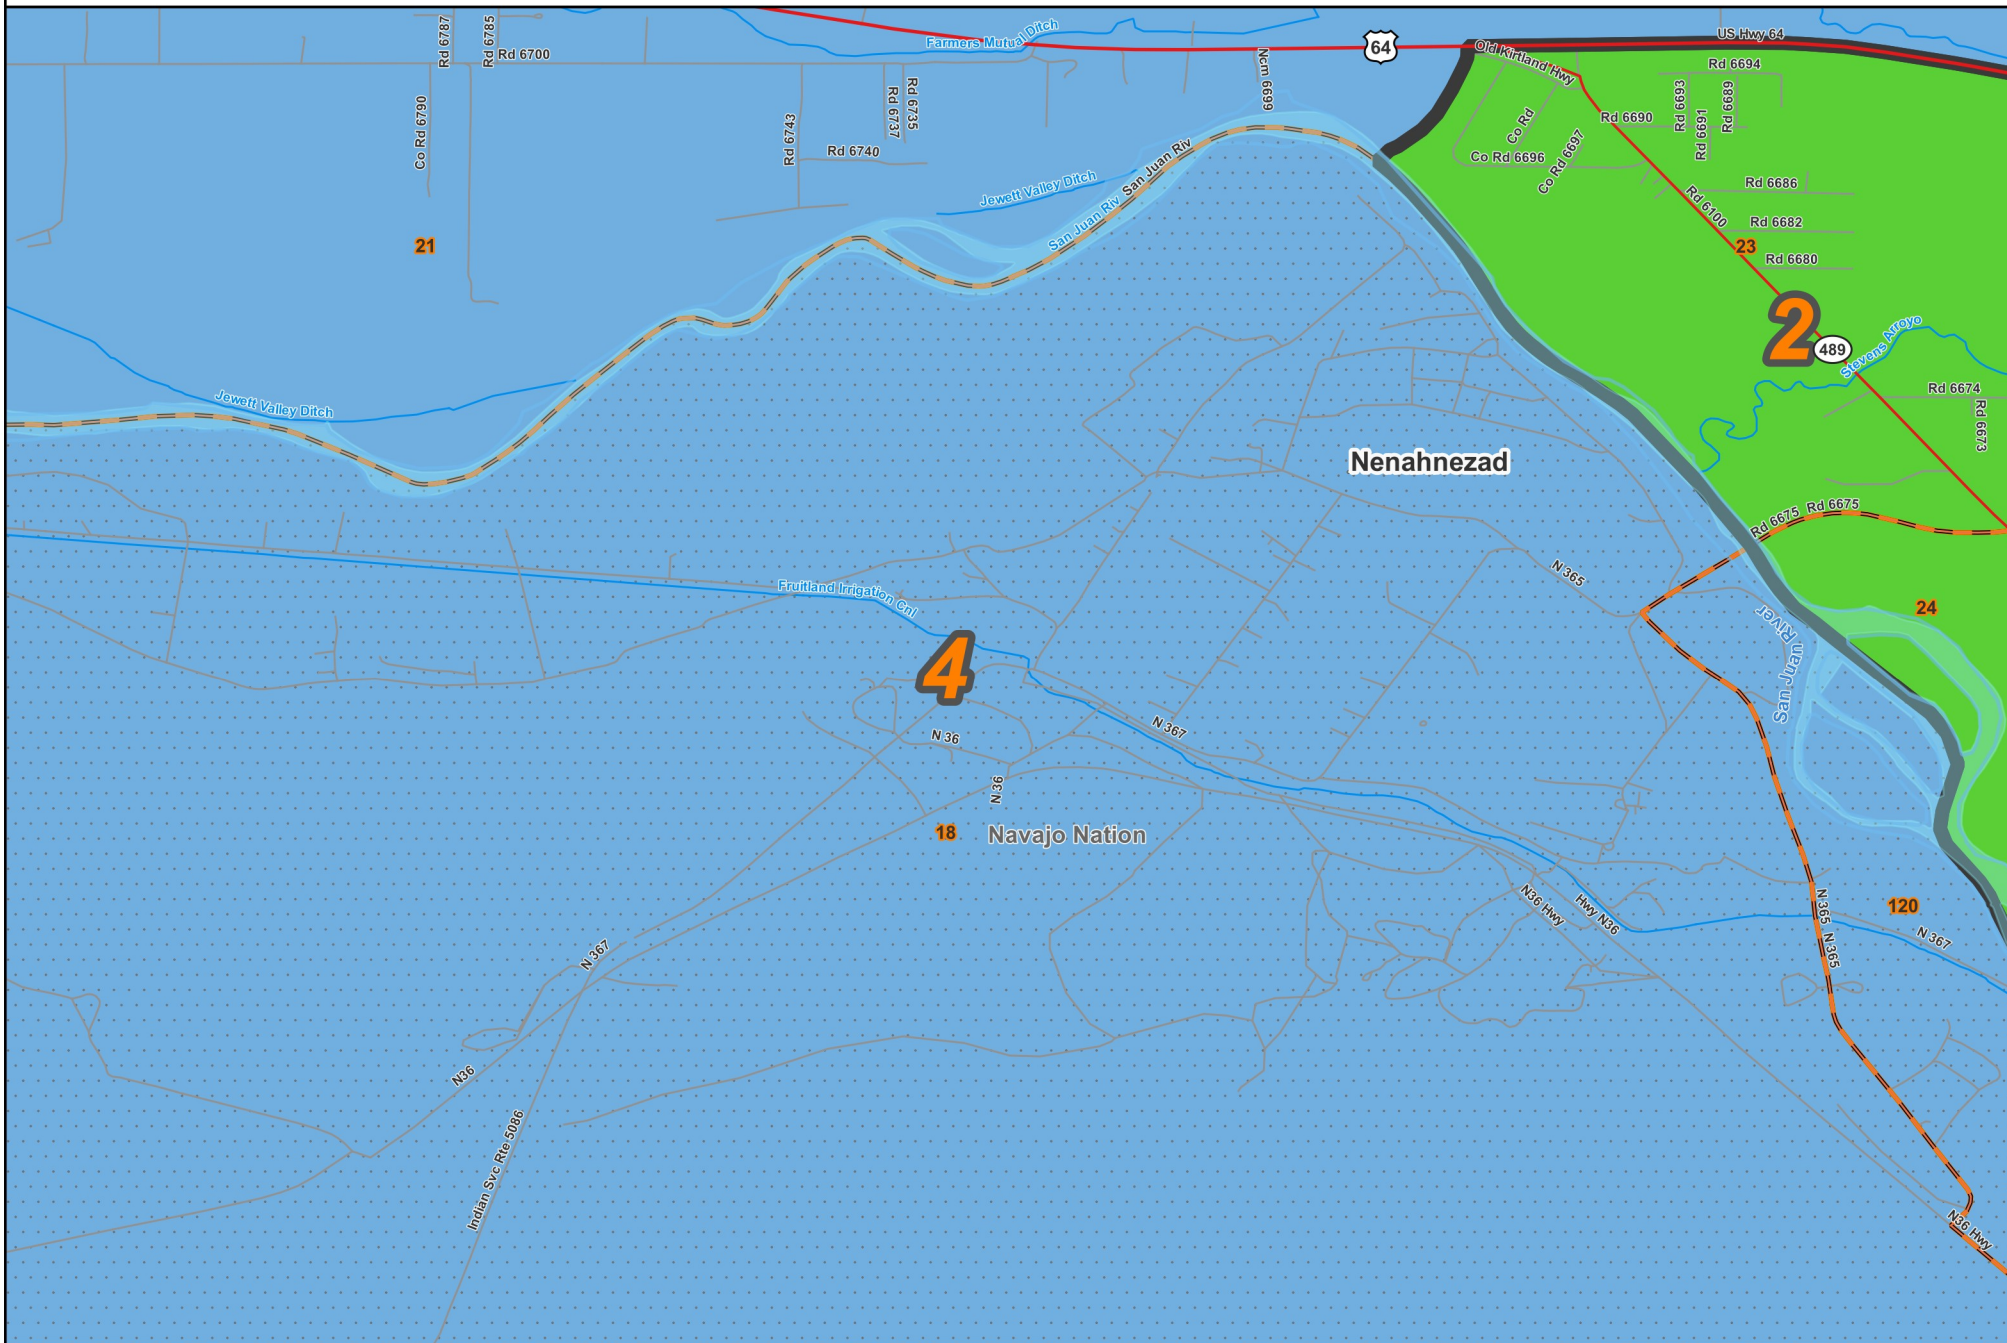 Rd 6787
Rd 6785
Rd 6700
Farmers Mutual Ditch
64
US Hwy 64
Old Kirtland Hwy
Ncm 6699
Rd 6694
Co Rd 6790
Rd 6737
Rd 6735
Rd 6743
Rd 6740
Co Rd
Rd 6690
Rd 6693
Rd 6691
Rd 6689
Co Rd 6696
Co Rd 6697
Jewett Valley Ditch
San Juan Riv
San Juan Riv
Rd 6686
Rd 6100
Rd 6682
21
23
Rd 6680
2
489
Stevens Arroyo
Rd 6674
Rd 6673
Jewett Valley Ditch
Nenahnezad
Rd 6675
Rd 6675
Fruitland Irrigation Cnl
N 365
24
San Juan River
4
N 36
N 367
N 36
18
Navajo Nation
N36 Hwy
Hwy N36
120
N 365
N 365
N 367
N 367
N36
Indian Svc Rte 5086
N36 Hwy